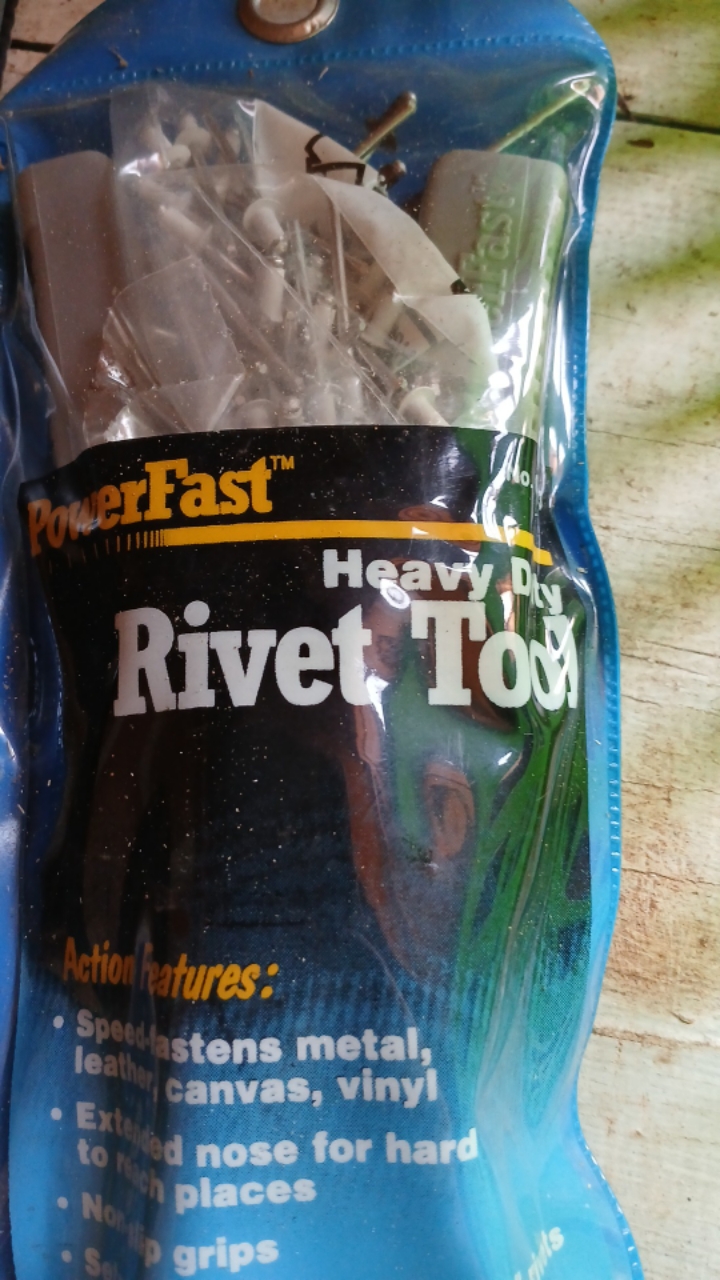 PowerFast™
No.
Heavy Duty
Rivet Tool
Action Features:
• Speed-fastens metal,
leather, canvas, vinyl
• Extended nose for hard
to reach places
• Non-slip grips